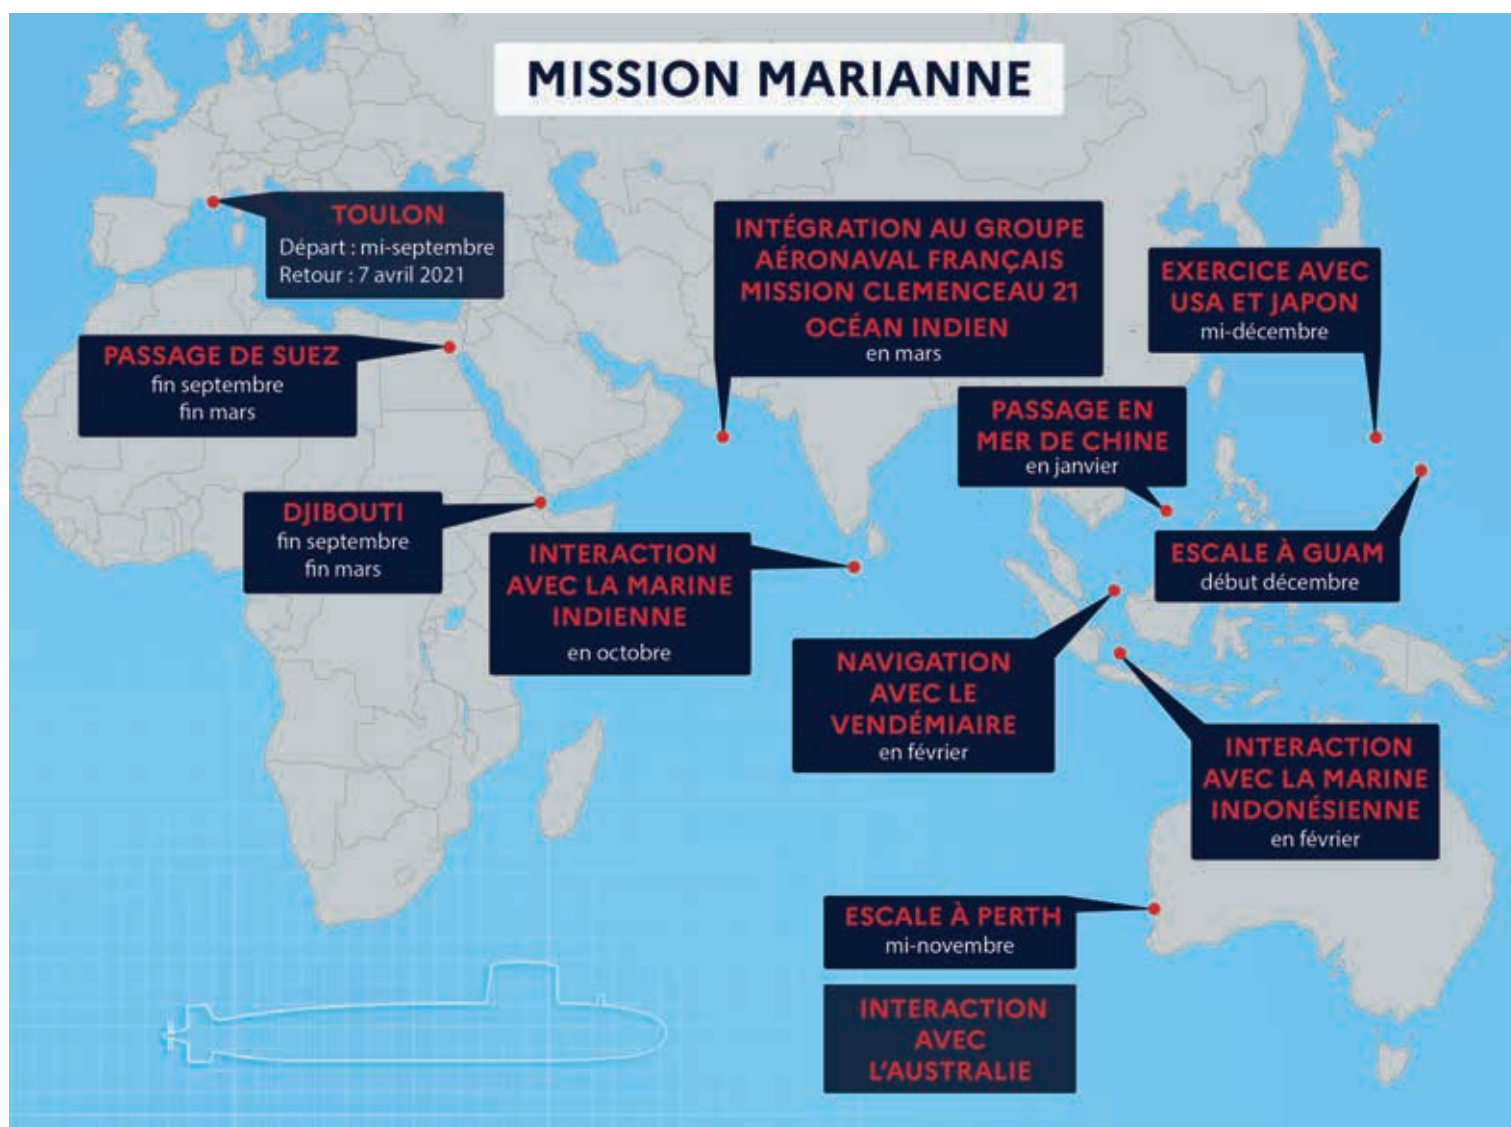 MISSION MARIANNE
TOULON
Départ : mi-septembre
Retour : 7 avril 2021
INTÉGRATION AU GROUPE
AÉRONAVAL FRANÇAIS
MISSION CLEMENCEAU 21
OCÉAN INDIEN
en mars
EXERCICE AVEC
USA ET JAPON
mi-décembre
PASSAGE DE SUEZ
fin septembre
fin mars
PASSAGE EN
MER DE CHINE
en janvier
DJIBOUTI
fin septembre
fin mars
INTERACTION
AVEC LA MARINE
INDIENNE
en octobre
ESCALE À GUAM
début décembre
NAVIGATION
AVEC LE
VENDÉMIAIRE
en février
INTERACTION
AVEC LA MARINE
INDONÉSIENNE
en février
ESCALE À PERTH
mi-novembre
INTERACTION
AVEC
L'AUSTRALIE